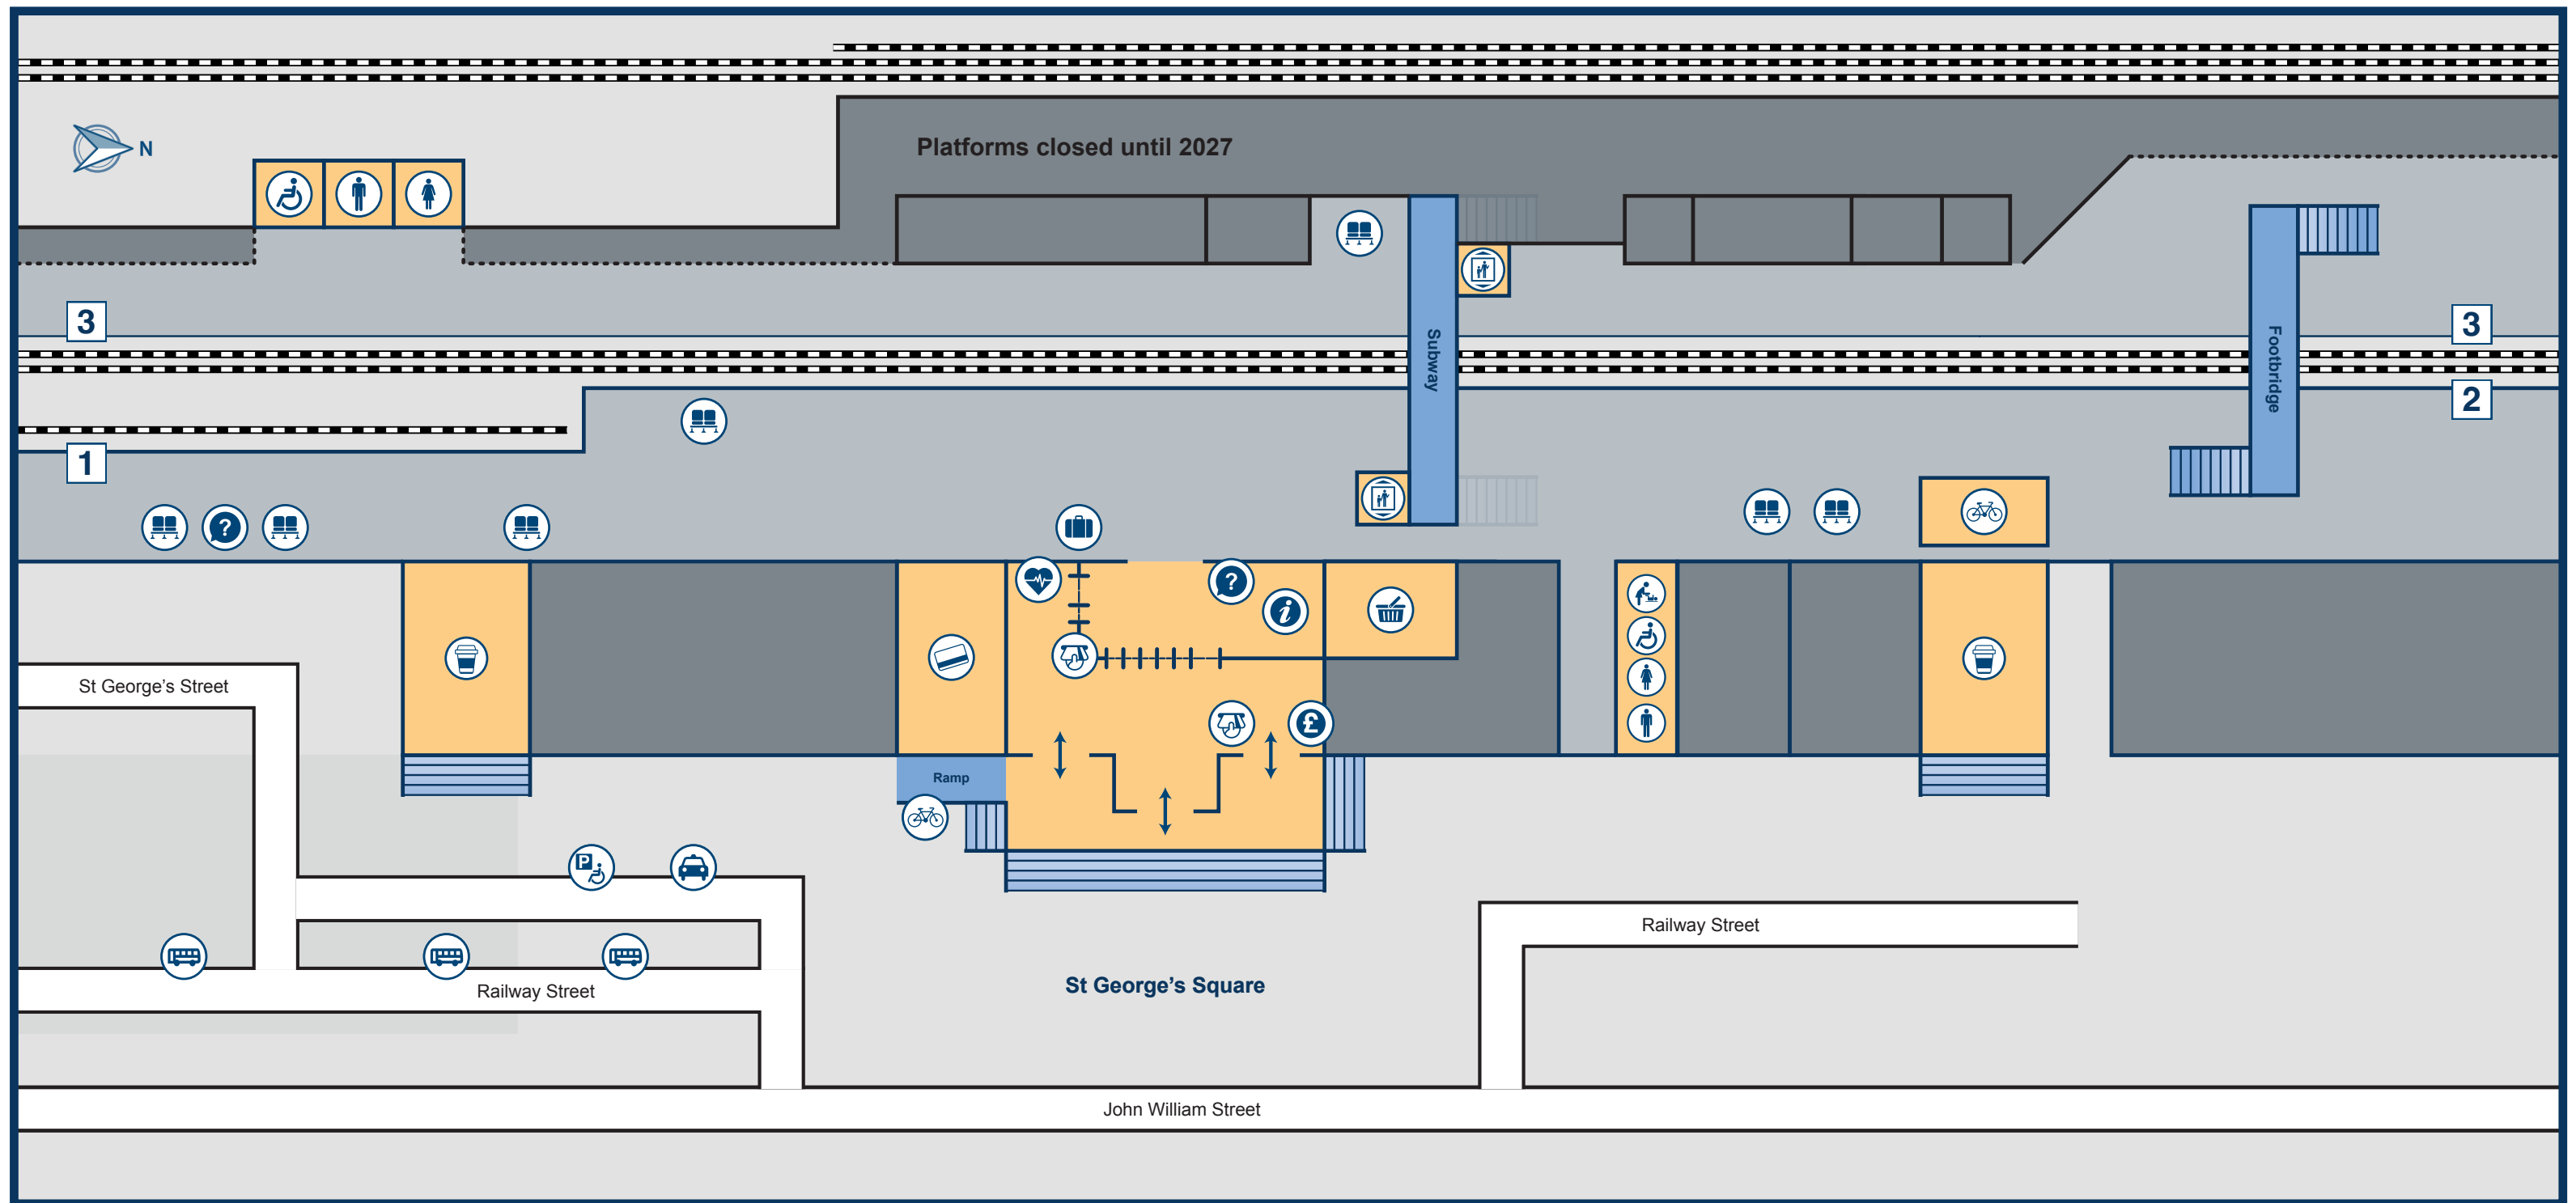 Platforms closed until 2027
N
3
3
Subway
Footbridge
2
1
?
?
i
St George's Street
£
Ramp
P
Railway Street
St George's Square
Railway Street
John William Street